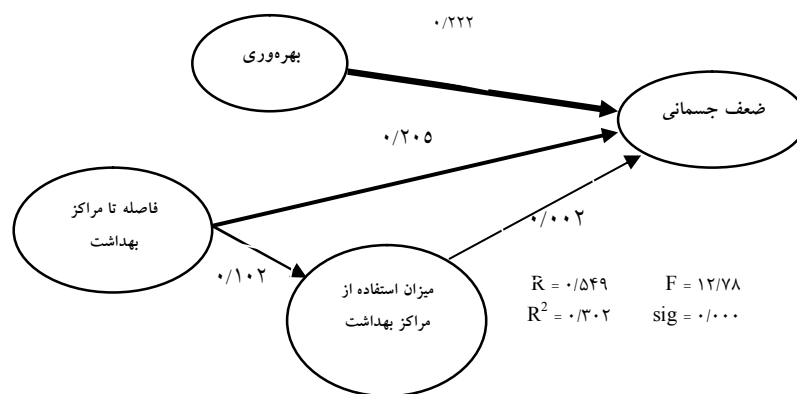 ۰/۲۲۲
بهره‌وری
ضعف جسمانی
۰/۲۰۵
فاصله تا مراکز
بهداشت
۰/۰۰۲
۰/۱۰۲
میزان استفاده از
مراکز بهداشت
R = ۰/۵۴۹ F = ۱۲/۷۸
R² = ۰/۳۰۲ sig = ۰/۰۰۰